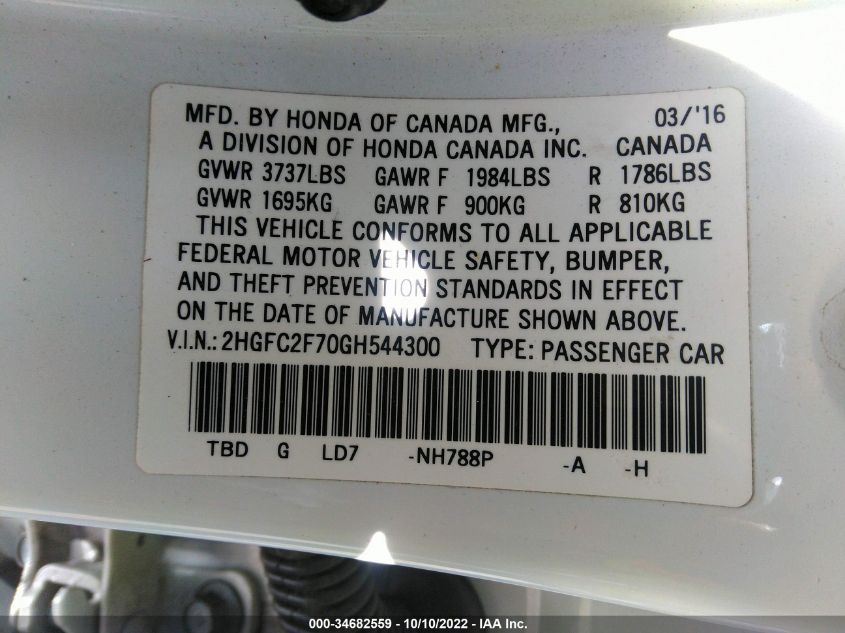 MFD. BY HONDA OF CANADA MFG., 03/'16
A DIVISION OF HONDA CANADA INC. CANADA
GVWR 3737LBS GAWR F 1984LBS R 1786LBS
GVWR 1695KG GAWR F 900KG R 810KG
THIS VEHICLE CONFORMS TO ALL APPLICABLE
FEDERAL MOTOR VEHICLE SAFETY, BUMPER,
AND THEFT PREVENTION STANDARDS IN EFFECT
ON THE DATE OF MANUFACTURE SHOWN ABOVE.
V.I.N.: 2HGFC2F70GH544300 TYPE: PASSENGER CAR
TBD G LD7 -NH788P -A -H
000-34682559 - 10/10/2022 - IAA Inc.